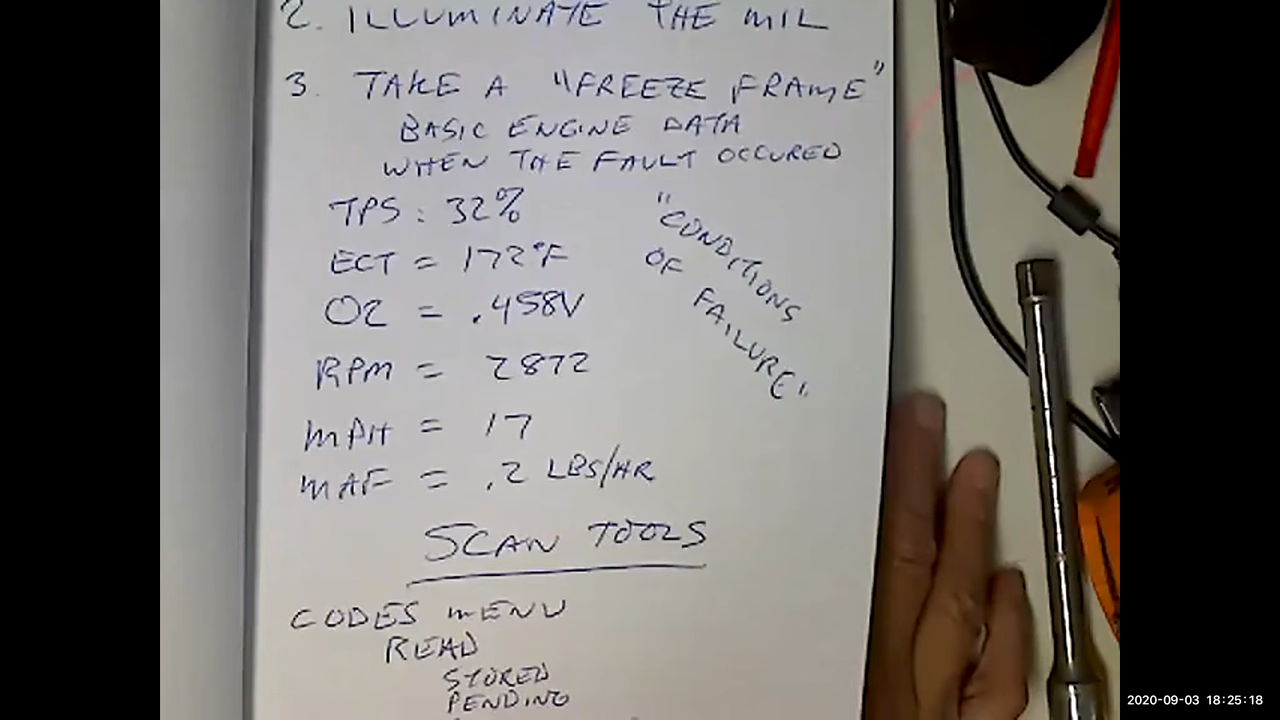 2. ILLUMINATE THE MIL
3. TAKE A "FREEZE FRAME"
BASIC ENGINE DATA
WHEN THE FAULT OCCURED
TPS: 32%
ECT = 172°F
O2 = .458V
RPM = 2872
MPH = 17
MAF = .2 LBS/HR
"CONDITIONS
OF FAILURE"
SCAN TOOLS
CODES MENU
READ
STORED
PENDING
2020-09-03 18:25:18